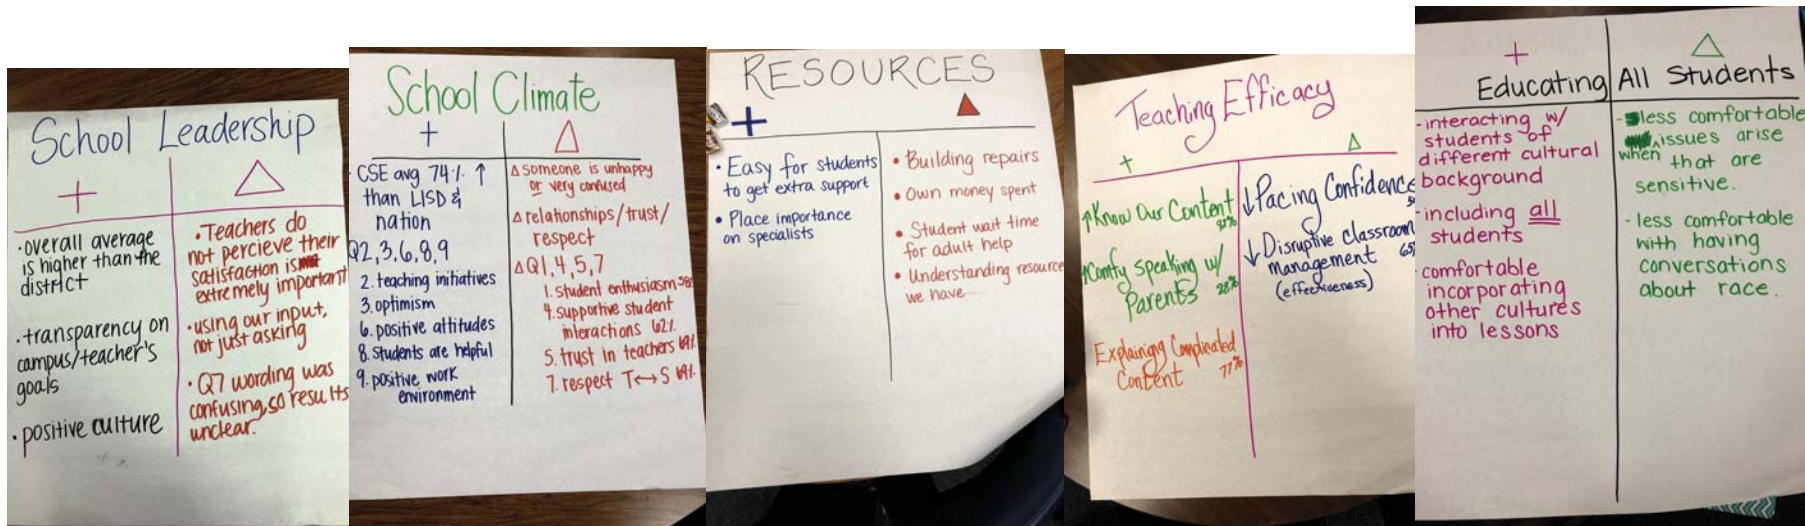 School Leadership
+ △
• overall average
is higher than the
district
• transparency on
campus/teacher's
goals
• positive culture
• Teachers do
not percieve their
satisfaction is
extremely important
• using our input,
not just asking
• Q7 wording was
confusing, so results
unclear.
School Climate
+ △
CSE avg 74% ↑
than LISD &
nation
Q2,3,6,8,9
2. teaching initiatives
3. optimism
6. positive attitudes
8. students are helpful
9. positive work
environment
△ someone is unhappy
or very confused
△ relationships/trust/
respect
△ Q1,4,5,7
1. student enthusiasm
4. supportive student
interactions 62%
5. trust in teachers 69%
7. respect T↔S 69%
RESOURCES
+ ▲
• Easy for students
to get extra support
• Place importance
on specialists
• Building repairs
• Own money spent
• Student wait time
for adult help
• Understanding resource
we have
Teaching Efficacy
+ △
↑Know Our Content
↑Comfy speaking w/
Parents
Explaining Complicated
Content 77%
↓Pacing Confidence
↓Disruptive classroom
management
(effectiveness)
+ △
Educating All Students
- interacting w/
students of
different cultural
background
- including all
students
- comfortable
incorporating
other cultures
into lessons
- less comfortable
when issues arise
that are
sensitive.
- less comfortable
with having
conversations
about race.